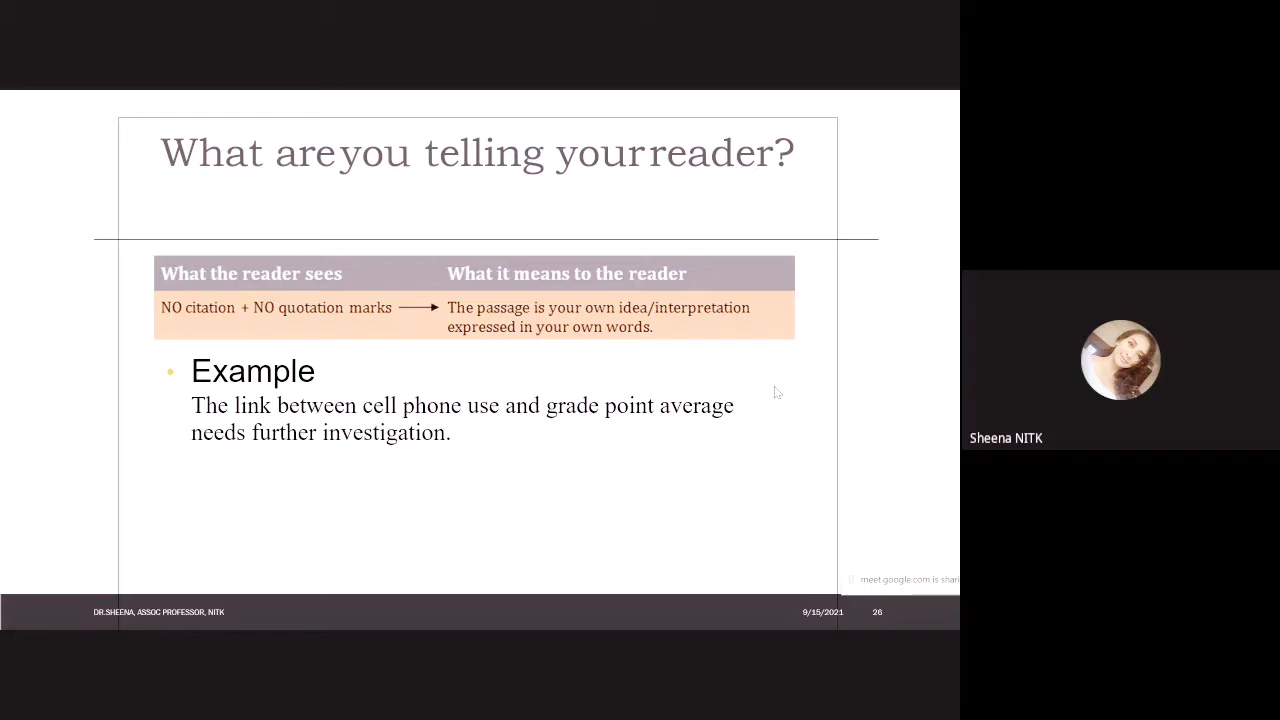 What are you telling your reader?
What the reader sees
What it means to the reader
NO citation + NO quotation marks
The passage is your own idea/interpretation
expressed in your own words.
• Example
The link between cell phone use and grade point average
needs further investigation.
Sheena NITK
meet.google.com is shari
DR.SHEENA, ASSOC PROFESSOR, NITK
9/15/2021
26